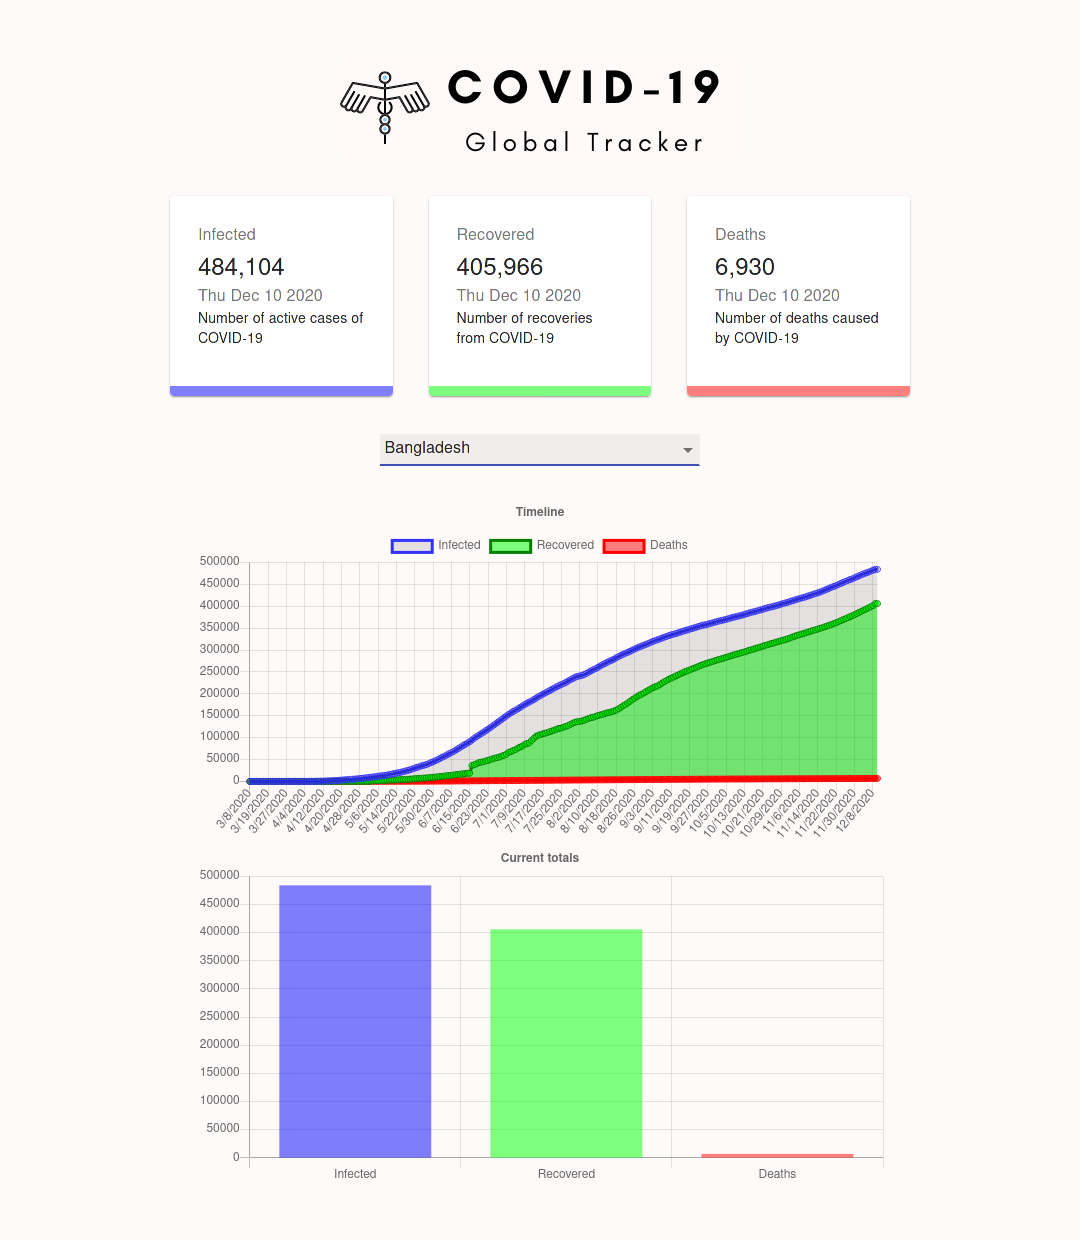 COVID-19
Global Tracker
Infected
484,104
Thu Dec 10 2020
Number of active cases of
COVID-19
Recovered
405,966
Thu Dec 10 2020
Number of recoveries
from COVID-19
Deaths
6,930
Thu Dec 10 2020
Number of deaths caused
by COVID-19
Bangladesh
Timeline
Infected Recovered Deaths
500000
450000
400000
350000
300000
250000
200000
150000
100000
50000
0
3/8/2020 3/19/2020 3/27/2020 4/4/2020 4/12/2020 4/20/2020 4/28/2020 5/6/2020 5/14/2020 5/22/2020 5/30/2020 6/7/2020 6/15/2020 6/23/2020 7/1/2020 7/9/2020 7/17/2020 7/25/2020 8/2/2020 8/10/2020 8/18/2020 8/26/2020 9/3/2020 9/11/2020 9/19/2020 9/27/2020 10/5/2020 10/13/2020 10/21/2020 10/29/2020 11/6/2020 11/14/2020 11/22/2020 11/30/2020 12/8/2020
Current totals
500000
450000
400000
350000
300000
250000
200000
150000
100000
50000
0
Infected Recovered Deaths